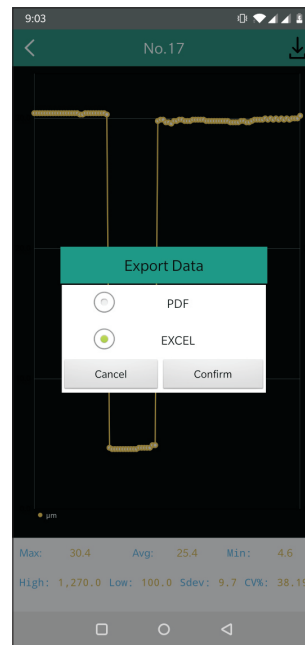 9:03
No.17
Export Data
PDF
EXCEL
Cancel Confirm
µm
Max: 30.4 Avg: 25.4 Min: 4.6
High: 1,270.0 Low: 100.0 Sdev: 9.7 CV%: 38.19